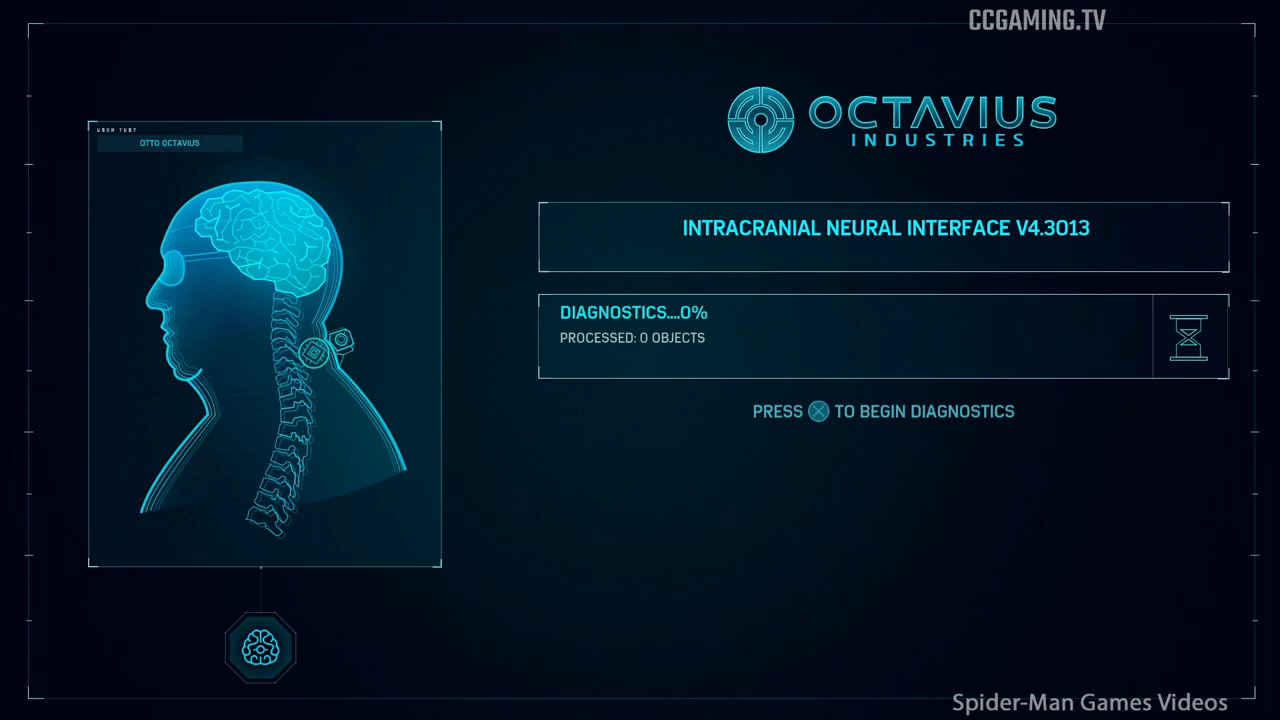 CCGAMING.TV
USER TEST
OTTO OCTAVIUS
OCTAVIUS
INDUSTRIES
INTRACRANIAL NEURAL INTERFACE V4.3013
DIAGNOSTICS....0%
PROCESSED: 0 OBJECTS
PRESS TO BEGIN DIAGNOSTICS
Spider-Man Games Videos